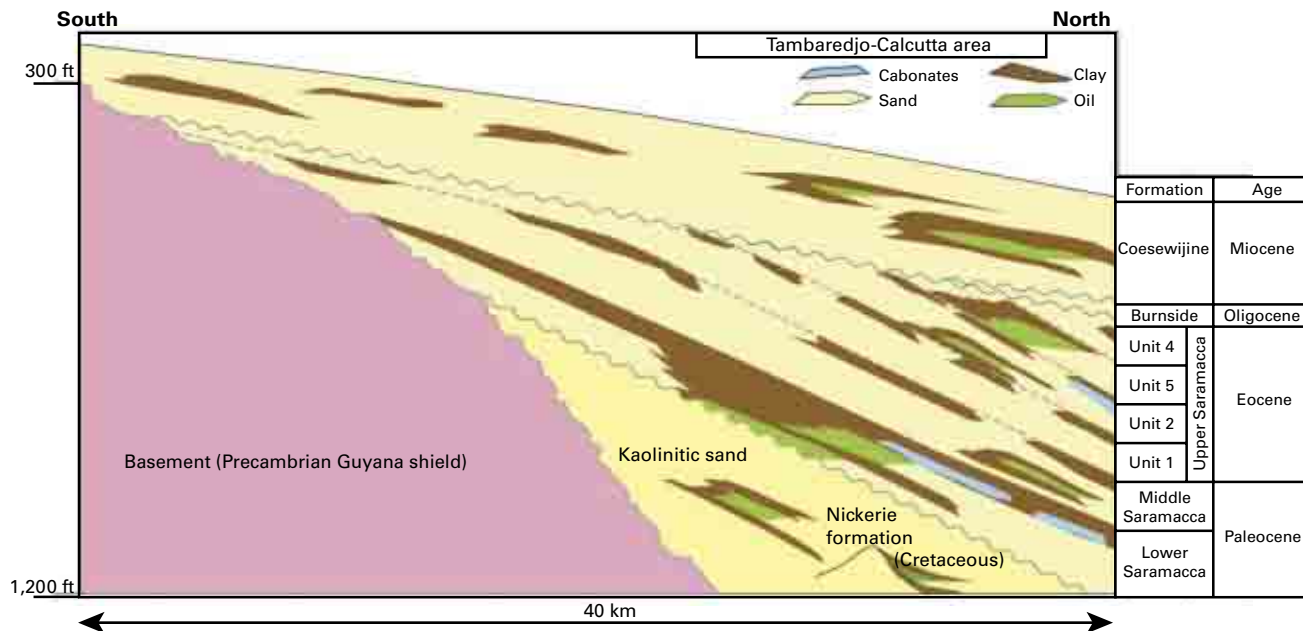 South
North
Tambaredjo-Calcutta area
300 ft
Cabonates
Clay
Sand
Oil
Formation
Age
Coesewijine
Miocene
Burnside
Oligocene
Unit 4
Unit 5
Unit 2
Unit 1
Upper Saramacca
Eocene
Middle
Saramacca
Lower
Saramacca
Paleocene
Basement (Precambrian Guyana shield)
Kaolinitic sand
Nickerie
formation
(Cretaceous)
1,200 ft
40 km